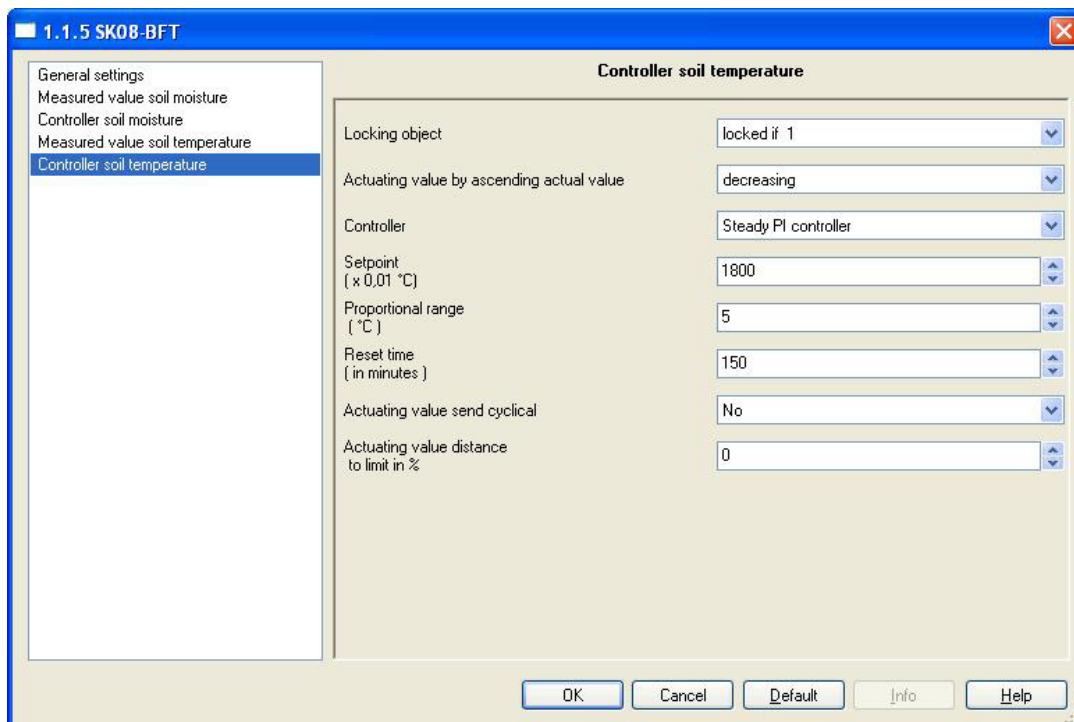 1.1.5 SK08-BFT
General settings
Measured value soil moisture
Controller soil moisture
Measured value soil temperature
Controller soil temperature
Controller soil temperature
Locking object
locked if 1
Actuating value by ascending actual value
decreasing
Controller
Steady PI controller
Setpoint
( x 0,01 °C)
1800
Proportional range
( °C )
5
Reset time
( in minutes )
150
Actuating value send cyclical
No
Actuating value distance
to limit in %
0
OK
Cancel
Default
Info
Help